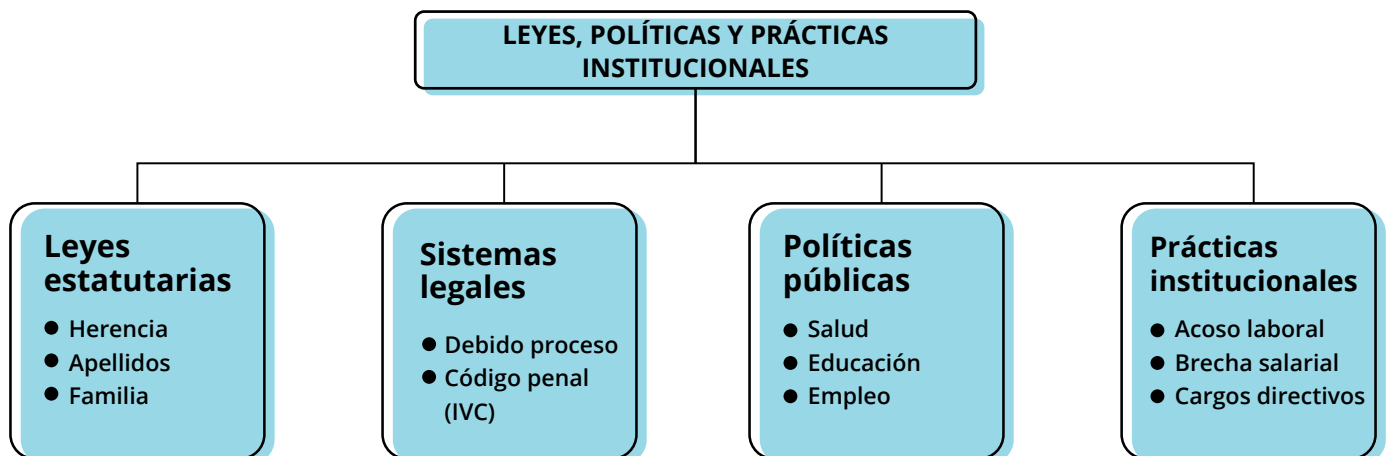 LEYES, POLÍTICAS Y PRÁCTICAS
INSTITUCIONALES
Leyes
estatutarias
● Herencia
● Apellidos
● Familia
Sistemas
legales
● Debido proceso
● Código penal
(IVC)
Políticas
públicas
● Salud
● Educación
● Empleo
Prácticas
institucionales
● Acoso laboral
● Brecha salarial
● Cargos directivos